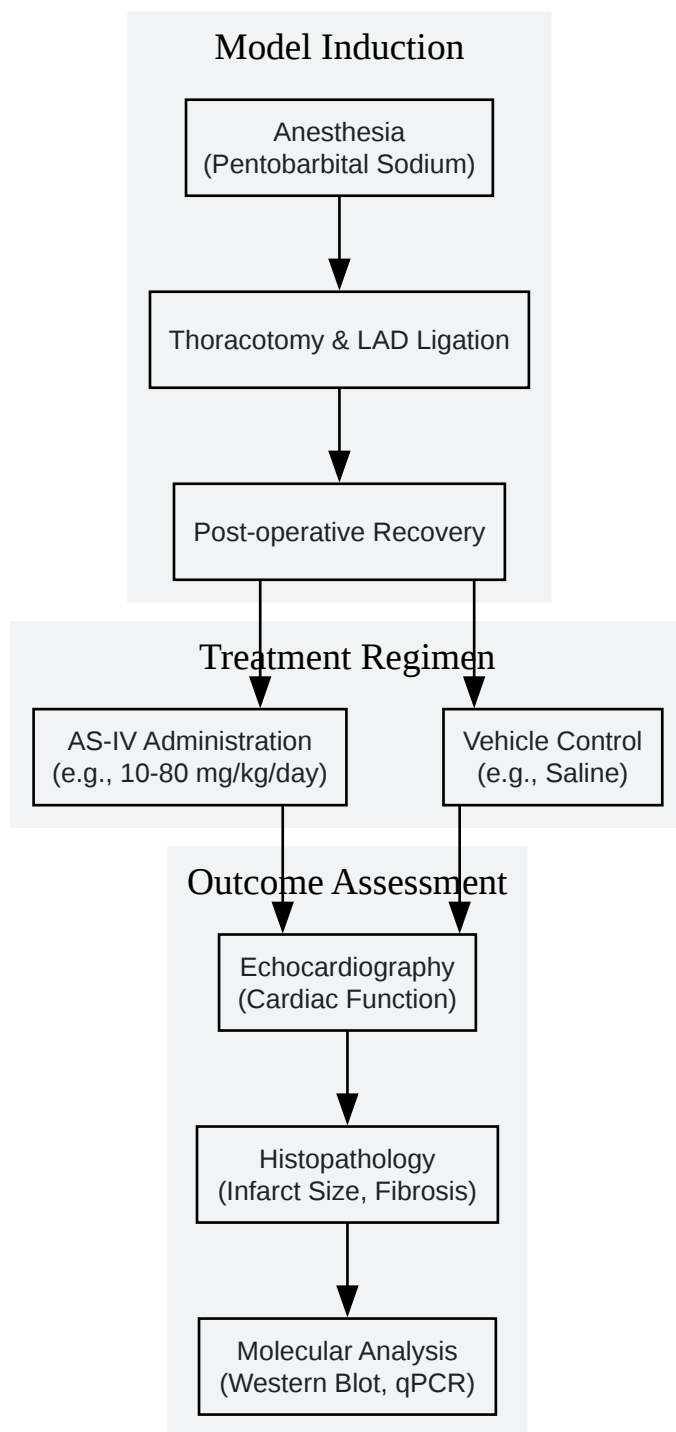 Model Induction
Anesthesia
(Pentobarbital Sodium)
Thoracotomy & LAD Ligation
Post-operative Recovery
Treatment Regimen
AS-IV Administration
(e.g., 10-80 mg/kg/day)
Vehicle Control
(e.g., Saline)
Outcome Assessment
Echocardiography
(Cardiac Function)
Histopathology
(Infarct Size, Fibrosis)
Molecular Analysis
(Western Blot, qPCR)